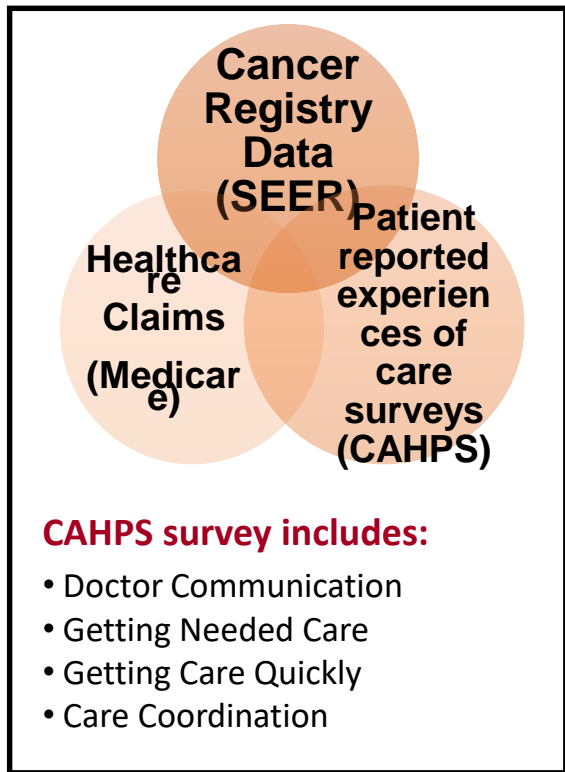 Cancer
Registry
Data
(SEER)
Healthca
re
Claims
(Medicar
e)
Patient
reported
experien
ces of
care
surveys
(CAHPS)
CAHPS survey includes:
• Doctor Communication
• Getting Needed Care
• Getting Care Quickly
• Care Coordination